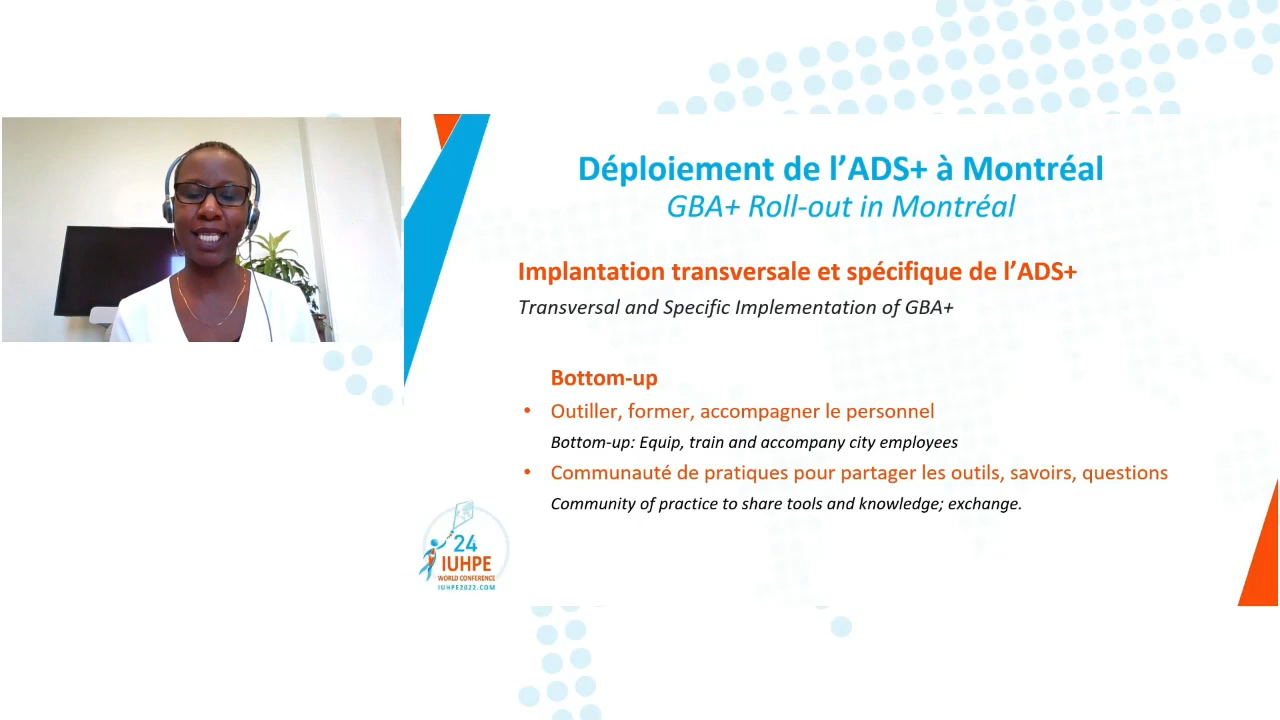 Déploiement de l'ADS+ à Montréal
GBA+ Roll-out in Montréal
Implantation transversale et spécifique de l'ADS+
Transversal and Specific Implementation of GBA+
Bottom-up
• Outiller, former, accompagner le personnel
Bottom-up: Equip, train and accompany city employees
• Communauté de pratiques pour partager les outils, savoirs, questions
Community of practice to share tools and knowledge; exchange.
24
IUHPE
WORLD CONFERENCE
IUHPE2022.COM